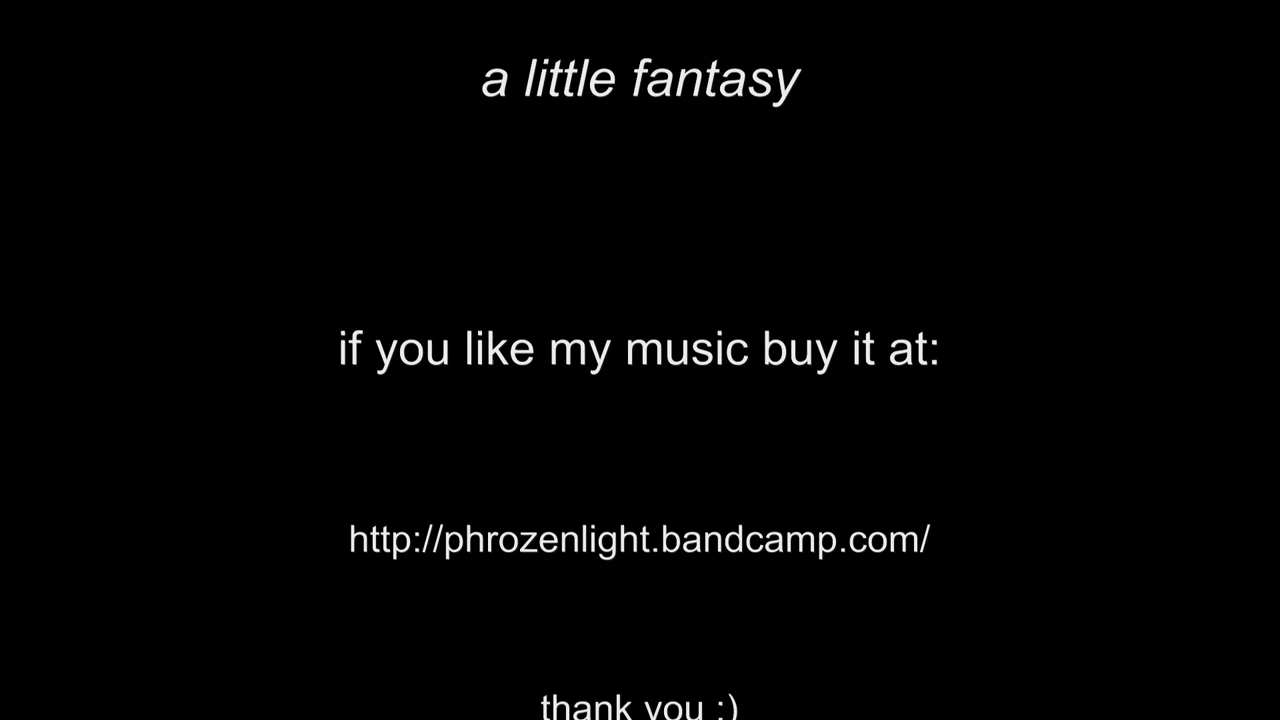 a little fantasy
if you like my music buy it at:
http://phrozenlight.bandcamp.com/
thank you :)